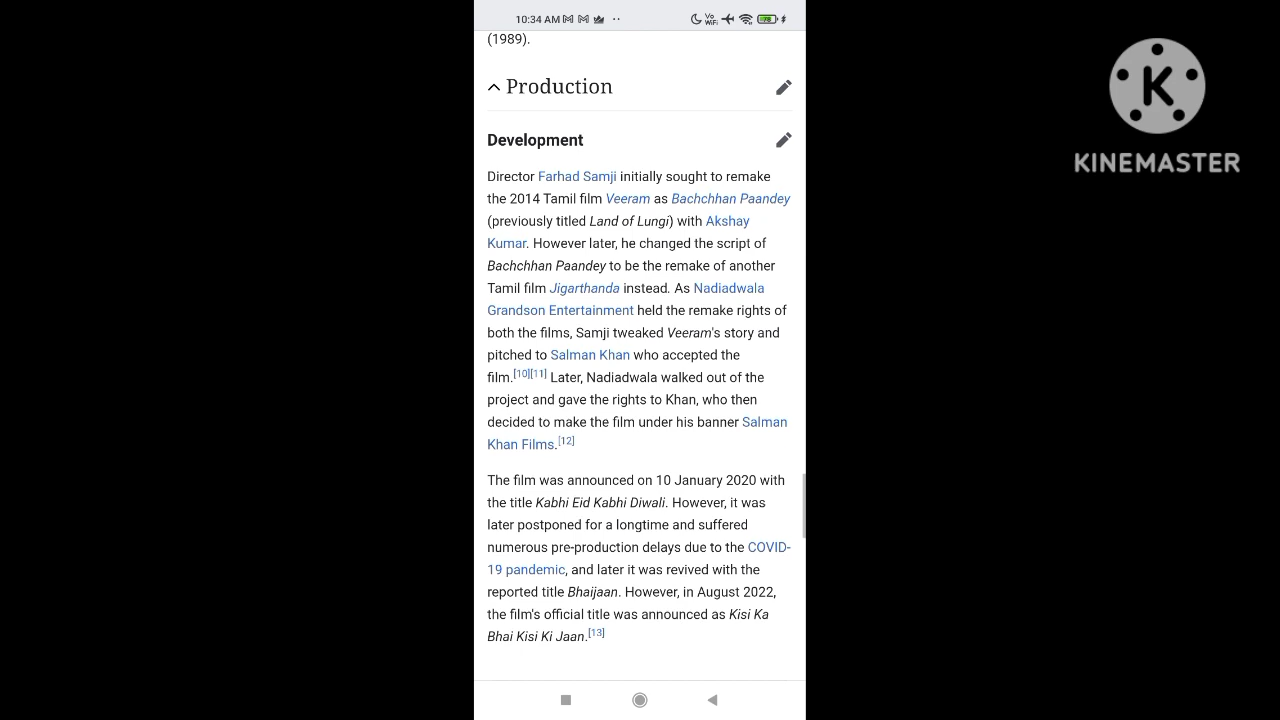 10:34 AM
Vo
WiFi
76
(1989).
Production
Development
Director Farhad Samji initially sought to remake
the 2014 Tamil film Veeram as Bachchhan Paandey
(previously titled Land of Lungi) with Akshay
Kumar. However later, he changed the script of
Bachchhan Paandey to be the remake of another
Tamil film Jigarthanda instead. As Nadiadwala
Grandson Entertainment held the remake rights of
both the films, Samji tweaked Veeram's story and
pitched to Salman Khan who accepted the
film.[10][11] Later, Nadiadwala walked out of the
project and gave the rights to Khan, who then
decided to make the film under his banner Salman
Khan Films.[12]
The film was announced on 10 January 2020 with
the title Kabhi Eid Kabhi Diwali. However, it was
later postponed for a longtime and suffered
numerous pre-production delays due to the COVID-
19 pandemic, and later it was revived with the
reported title Bhaijaan. However, in August 2022,
the film's official title was announced as Kisi Ka
Bhai Kisi Ki Jaan.[13]
K
KINEMASTER